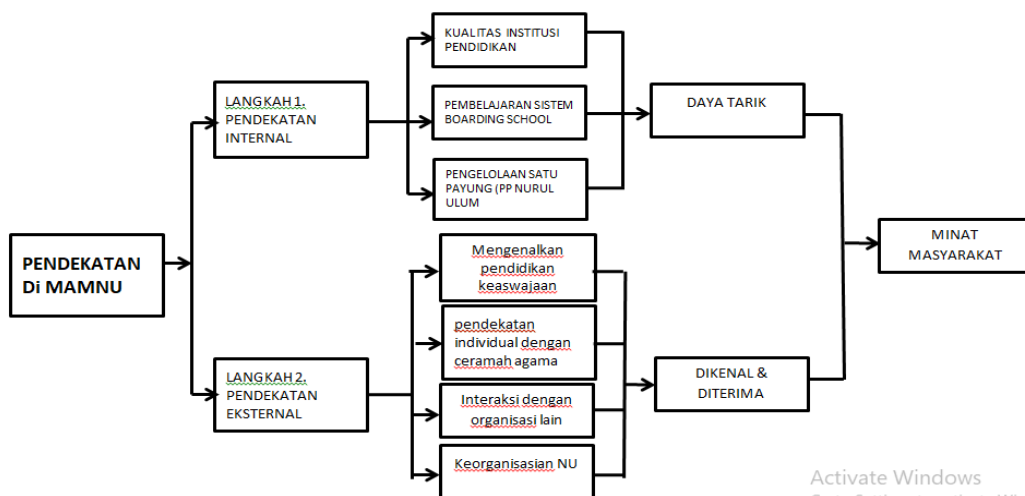 PENDEKATAN
Di MAMNU
LANGKAH 1.
PENDEKATAN
INTERNAL
KUALITAS INSTITUSI
PENDIDIKAN
PEMBELAJARAN SISTEM
BOARDING SCHOOL
PENGELOLAAN SATU
PAYUNG (PP NURUL
ULUM
DAYA TARIK
LANGKAH 2.
PENDEKATAN
EKSTERNAL
Mengenalkan
pendidikan
keaswajaan
pendekatan
individual dengan
ceramah agama
Interaksi dengan
organisasi lain
Keorganisasian NU
DIKENAL &
DITERIMA
MINAT
MASYARAKAT
Activate Windows